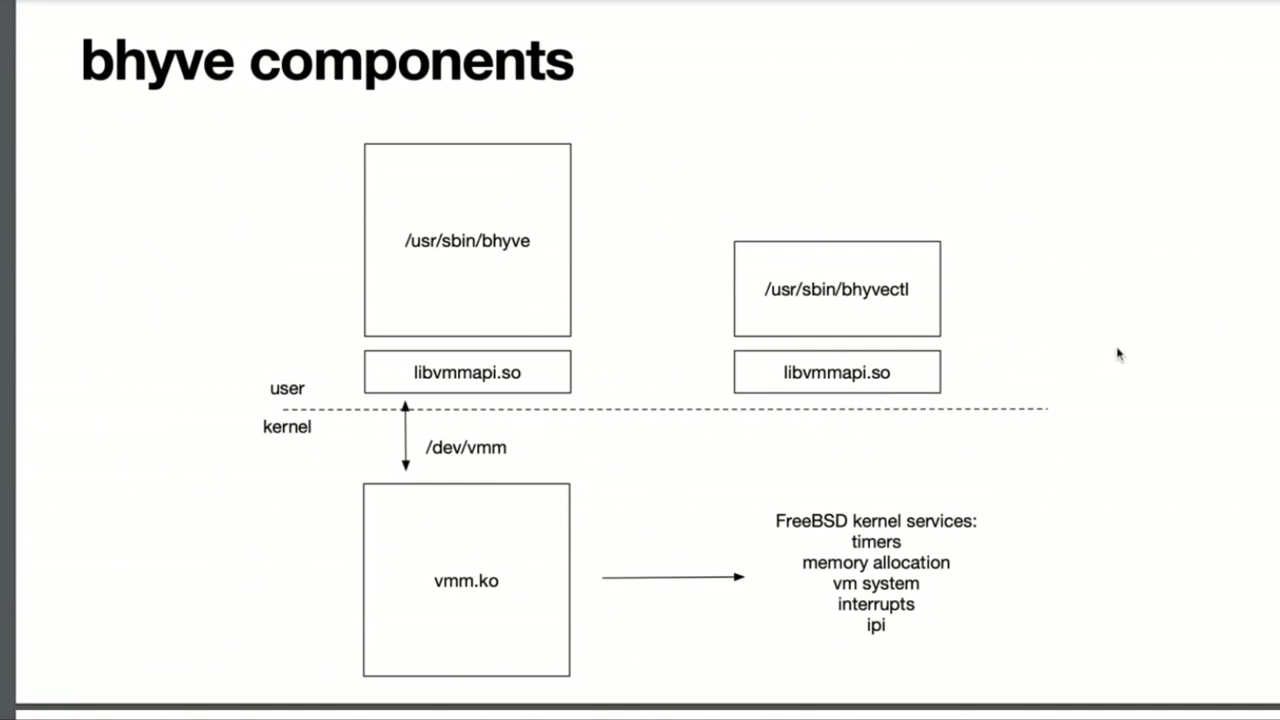 bhyve components
/usr/sbin/bhyve
/usr/sbin/bhyvectl
libvmmapi.so
libvmmapi.so
user
kernel
/dev/vmm
vmm.ko
FreeBSD kernel services:
timers
memory allocation
vm system
interrupts
ipi